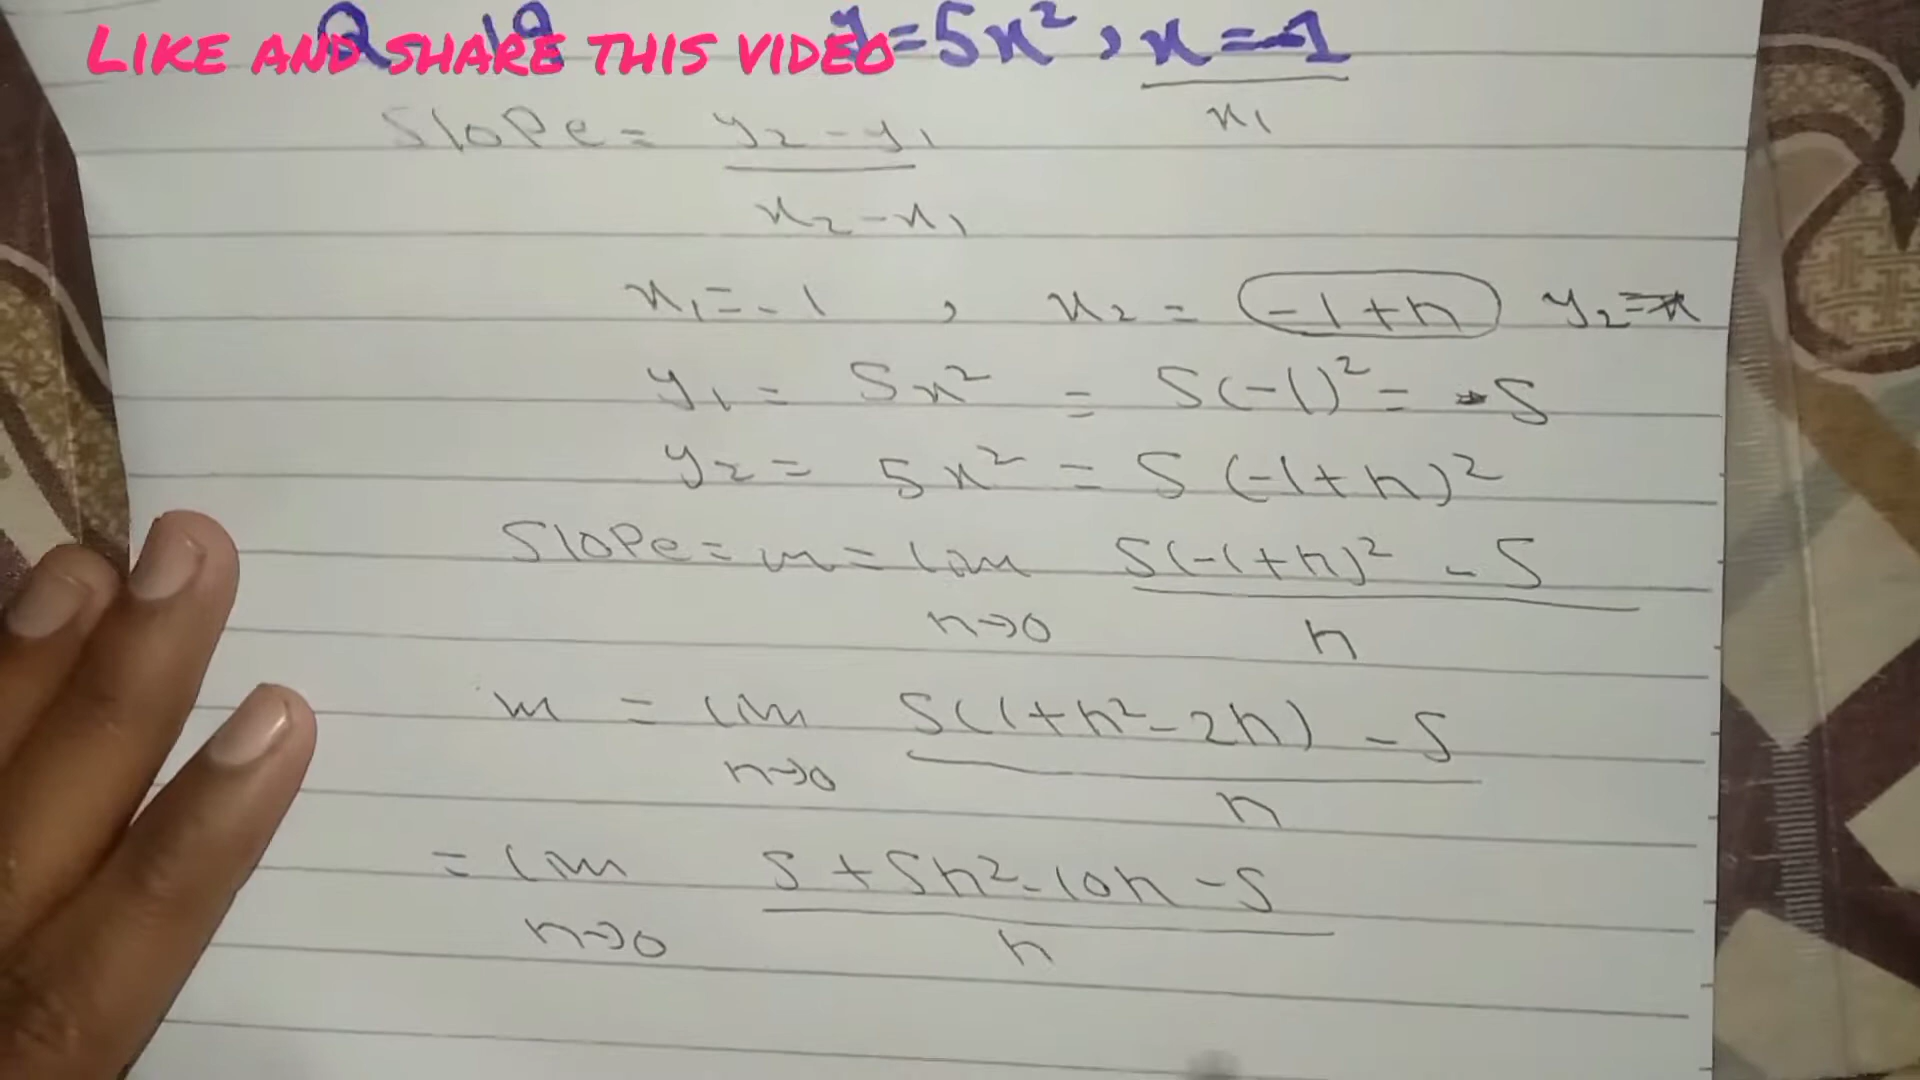 Q-19 y=5x², x=-1
LIKE AND SHARE THIS VIDEO
x₁
Slope = y₂-y₁
x₂-x₁
x₁=-1 , x₂ = -1+h y₂=x
y₁ = 5x² = 5(-1)² = 5
y₂ = 5x² = 5(-1+h)²
Slope = m = lim 5(-1+h)² - 5
h→0 h
m = lim 5(1+h²-2h) - 5
h→0 h
= lim 5+5h²-10h-5
h→0 h